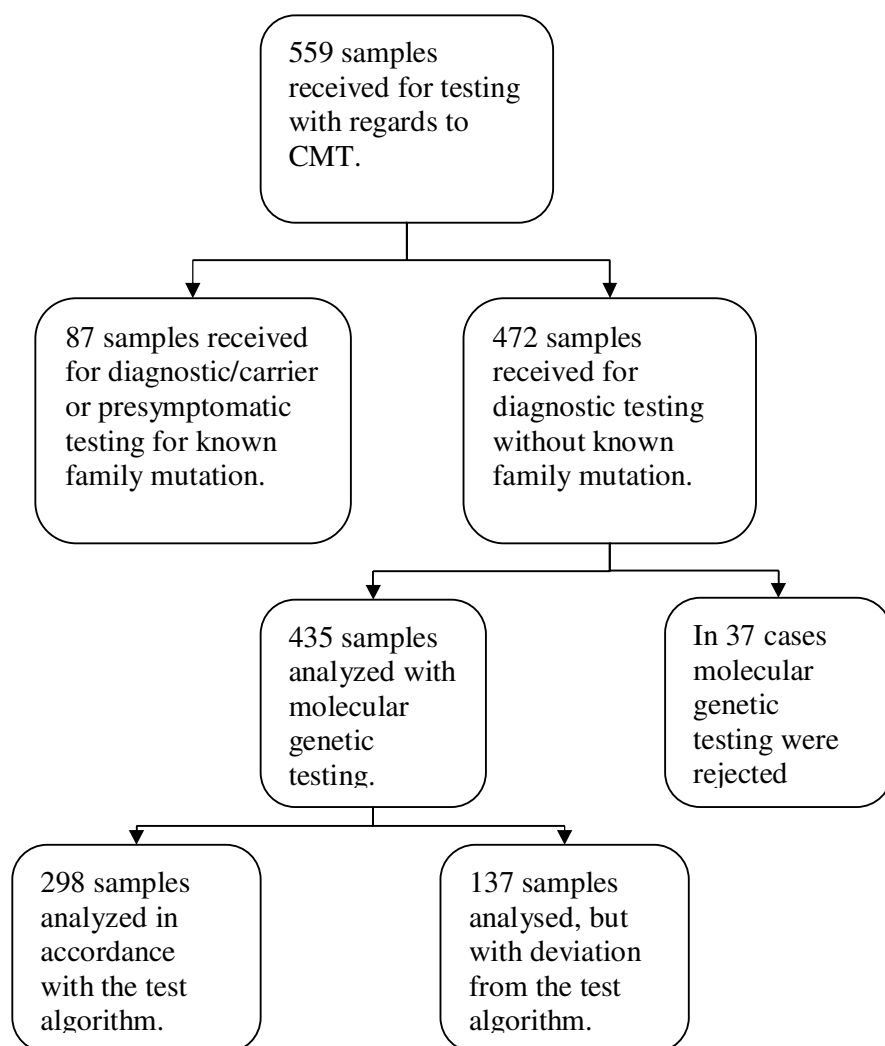 559 samples
received for testing
with regards to
CMT.
87 samples received
for diagnostic/carrier
or presymptomatic
testing for known
family mutation.
472 samples
received for
diagnostic testing
without known
family mutation.
435 samples
analyzed with
molecular
genetic
testing.
In 37 cases
molecular
genetic
testing were
rejected
298 samples
analyzed in
accordance
with the test
algorithm.
137 samples
analysed, but
with deviation
from the test
algorithm.